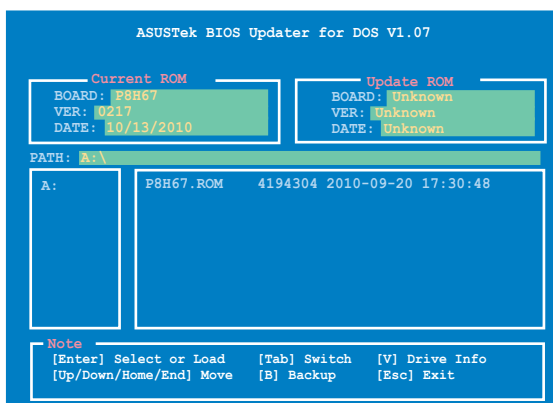 ASUSTek BIOS Updater for DOS V1.07
Current ROM
BOARD: P8H67
VER: 0217
DATE: 10/13/2010
Update ROM
BOARD: Unknown
VER: Unknown
DATE: Unknown
PATH: A:\
A:
P8H67.ROM 4194304 2010-09-20 17:30:48
Note
[Enter] Select or Load [Tab] Switch [V] Drive Info
[Up/Down/Home/End] Move [B] Backup [Esc] Exit